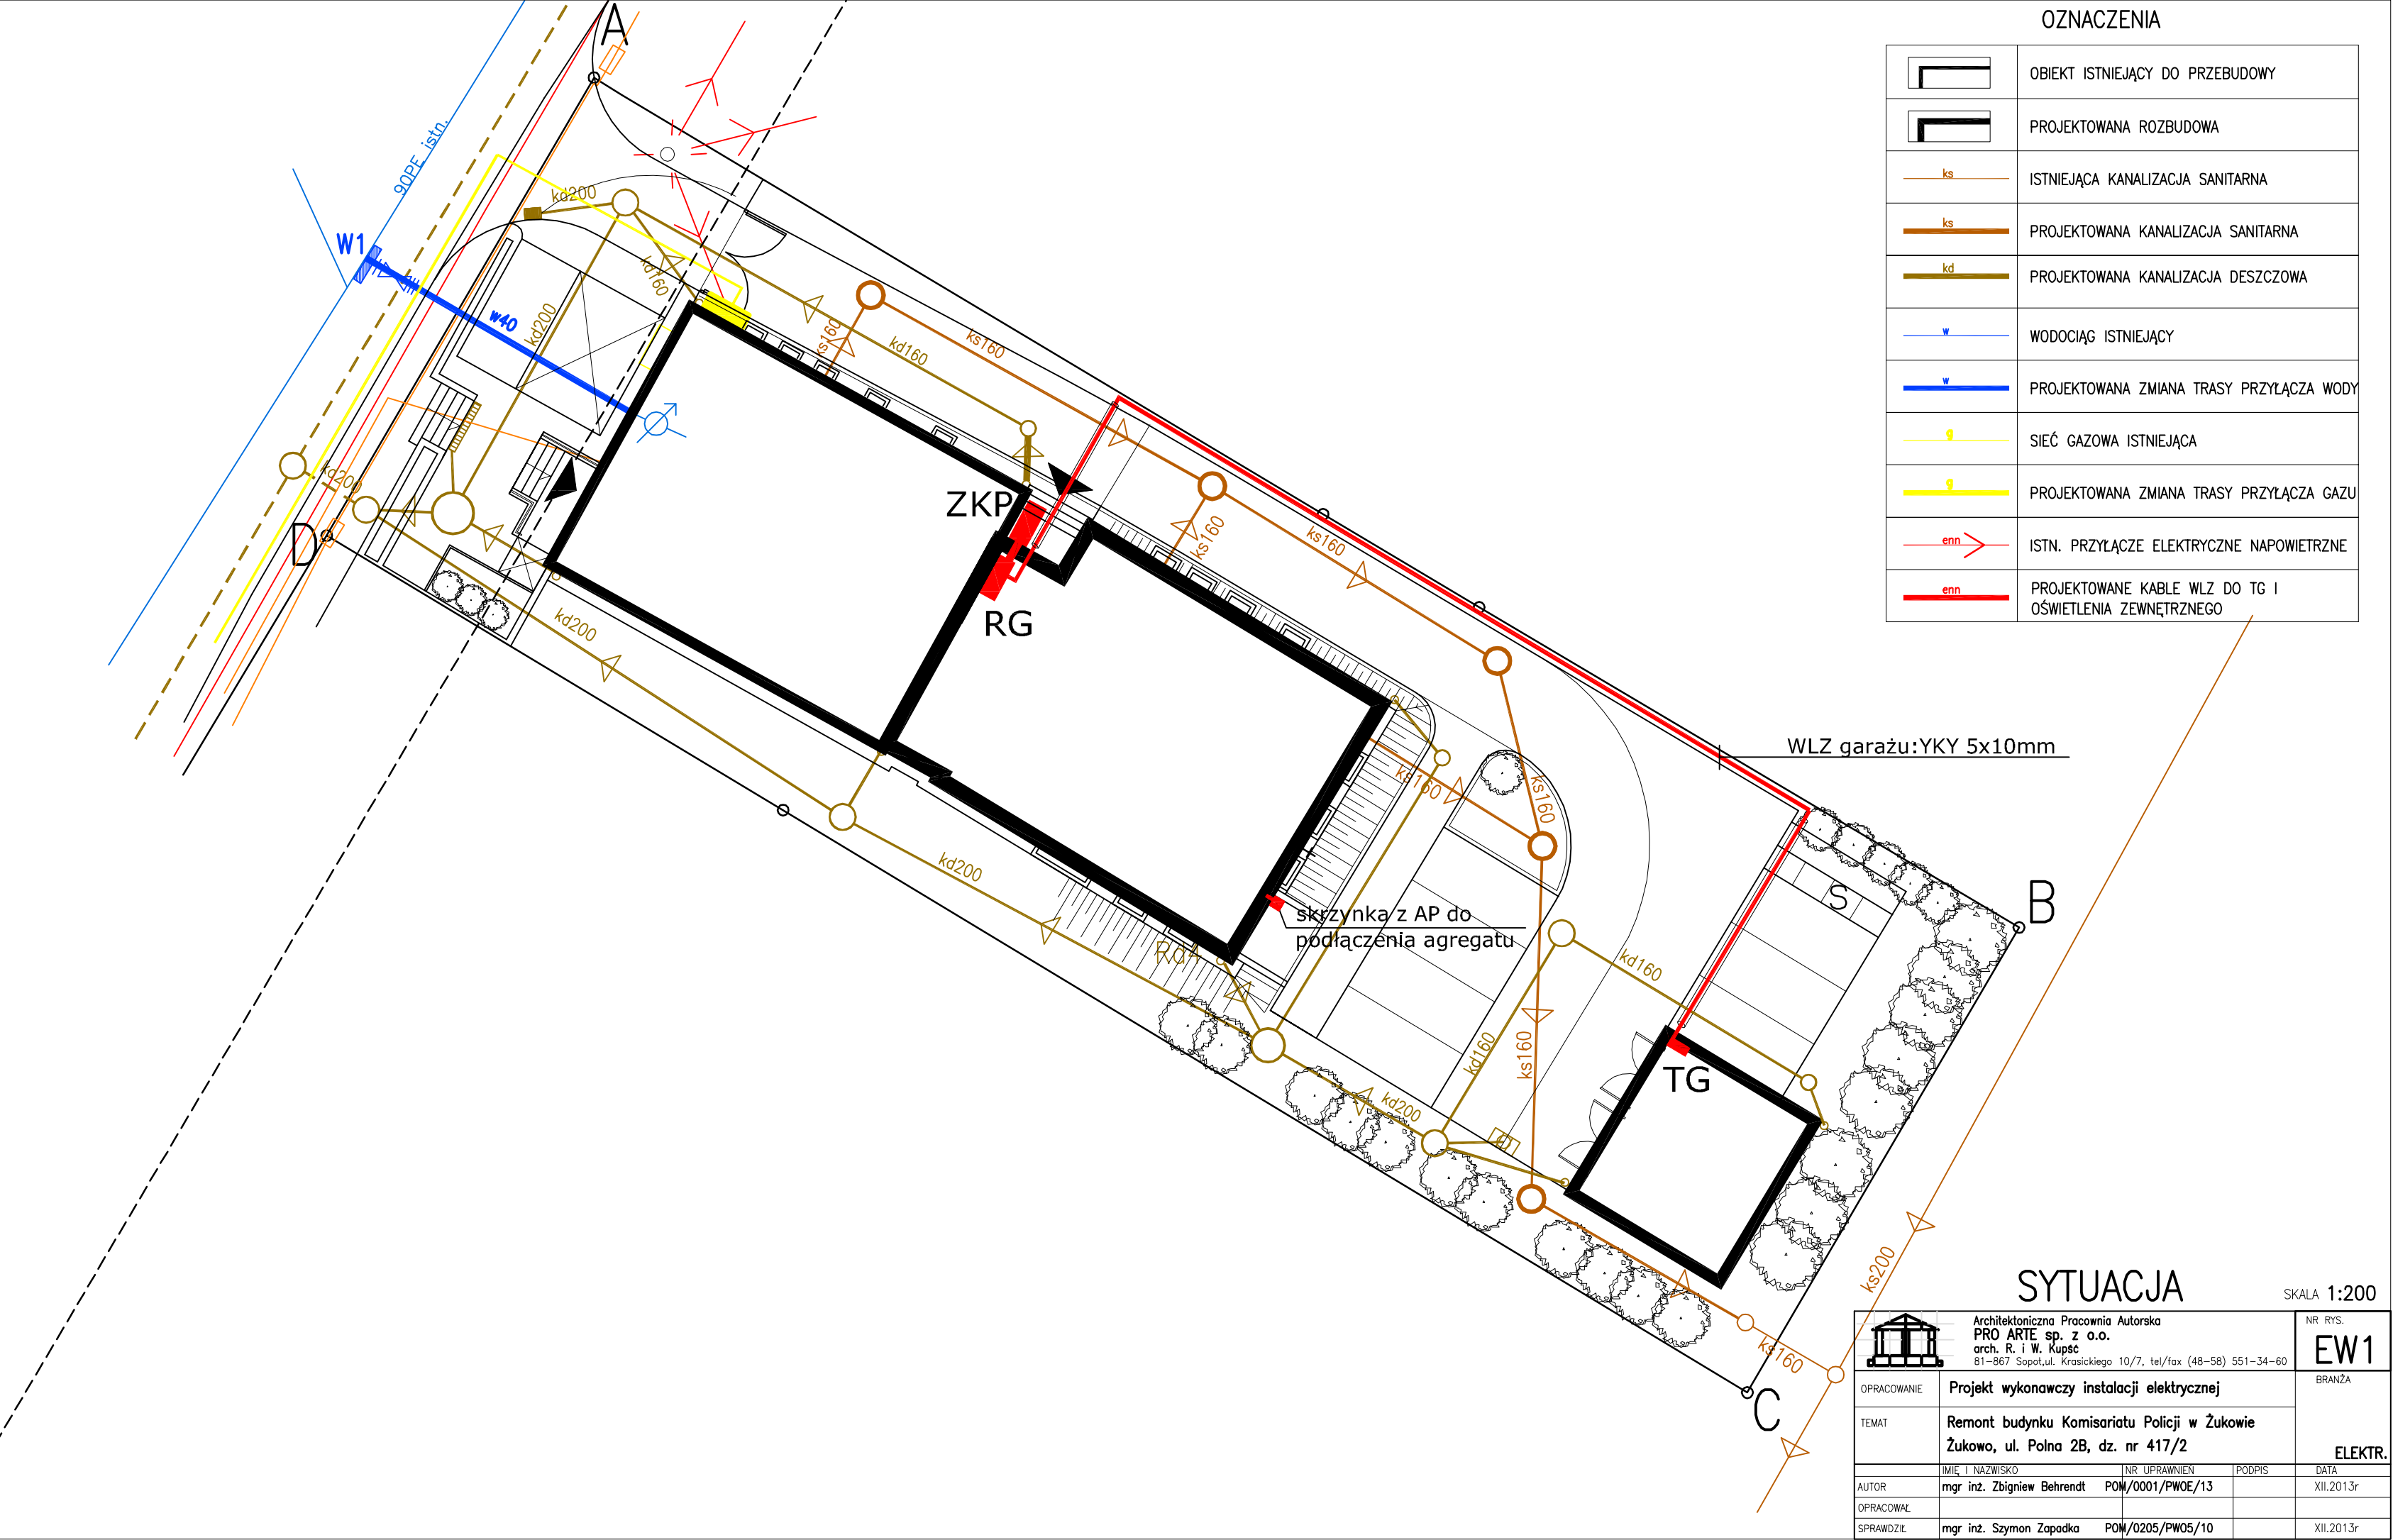 OZNACZENIA
OBIEKT ISTNIEJĄCY DO PRZEBUDOWY
PROJEKTOWANA ROZBUDOWA
ks
ISTNIEJĄCA KANALIZACJA SANITARNA
ks
PROJEKTOWANA KANALIZACJA SANITARNA
kd
PROJEKTOWANA KANALIZACJA DESZCZOWA
w
WODOCIĄG ISTNIEJĄCY
w
PROJEKTOWANA ZMIANA TRASY PRZYŁĄCZA WODY
g
SIEĆ GAZOWA ISTNIEJĄCA
g
PROJEKTOWANA ZMIANA TRASY PRZYŁĄCZA GAZU
enn
ISTN. PRZYŁĄCZE ELEKTRYCZNE NAPOWIETRZNE
enn
PROJEKTOWANE KABLE WLZ DO TG I
OŚWIETLENIA ZEWNĘTRZNEGO
A
90PE istn.
kd200
W1
kd160
w40
kd200
ks160
kd160
ks160
kd200
D
ZKP
ks160
ks160
RG
kd200
WLZ garażu:YKY 5x10mm
ks160
ks160
kd200
S
B
skrzynka z AP do
podłączenia agregatu
Rd4
kd160
kd160
ks160
TG
kd200
ks200
ks160
C
SYTUACJA
SKALA 1:200
Architektoniczna Pracownia Autorska
PRO ARTE sp. z o.o.
arch. R. i W. Kupść
81-867 Sopot,ul. Krasickiego 10/7, tel/fax (48-58) 551-34-60
NR RYS.
EW1
OPRACOWANIE
Projekt wykonawczy instalacji elektrycznej
BRANŻA
TEMAT
Remont budynku Komisariatu Policji w Żukowie
Żukowo, ul. Polna 2B, dz. nr 417/2
ELEKTR.
IMIĘ I NAZWISKO NR UPRAWNIEŃ PODPIS DATA
AUTOR mgr inż. Zbigniew Behrendt POM/0001/PWOE/13 XII.2013r
OPRACOWAŁ
SPRAWDZIŁ mgr inż. Szymon Zapadka POM/0205/PWO5/10 XII.2013r